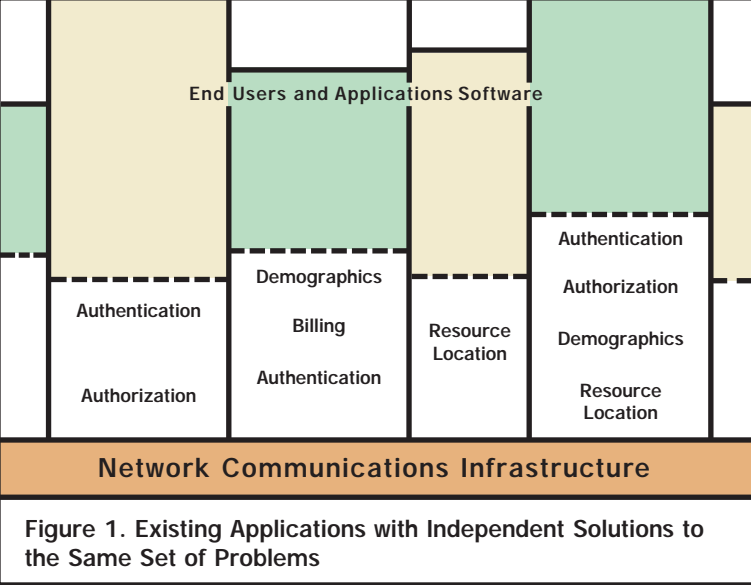 End Users and Applications Software
Authentication
Authorization
Demographics
Billing
Authentication
Resource
Location
Authentication
Authorization
Demographics
Resource
Location
Network Communications Infrastructure
Figure 1. Existing Applications with Independent Solutions to
the Same Set of Problems